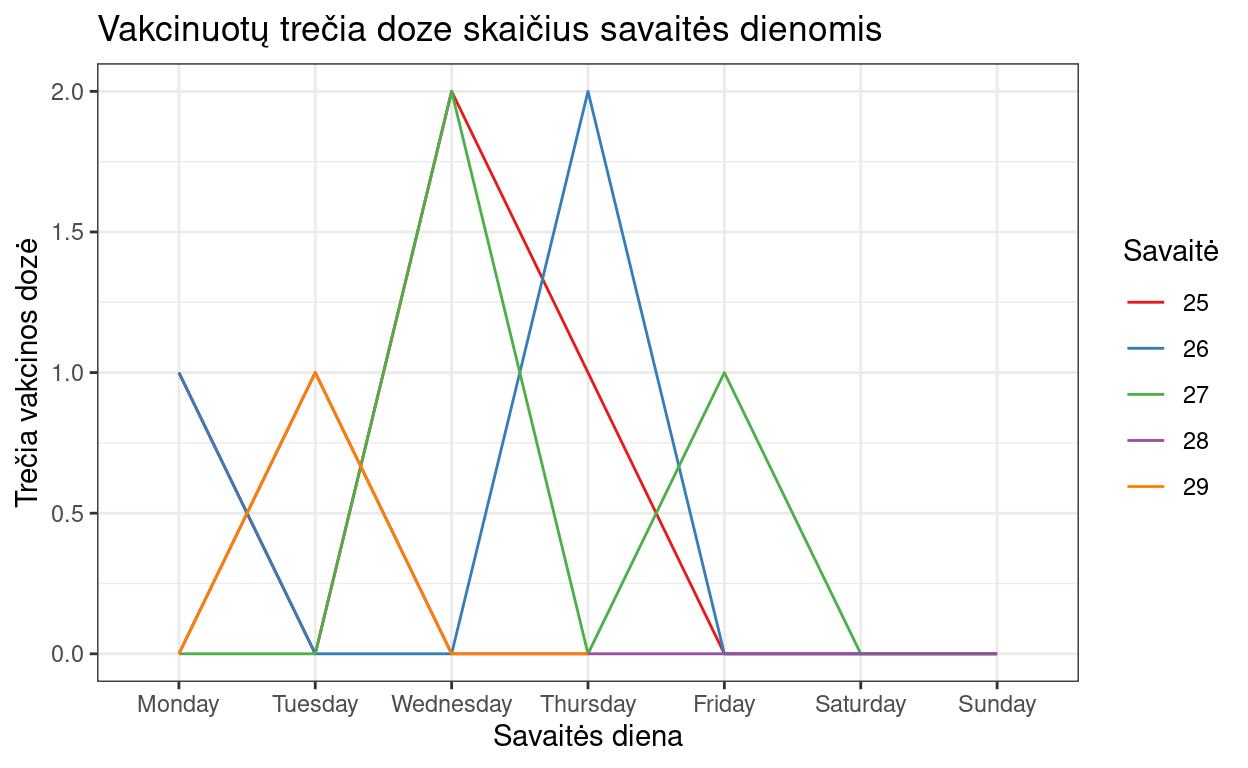 Vakcinuotų trečia doze skaičius savaitės dienomis
Trečia vakcinos dozė
2.0
1.5
1.0
0.5
0.0
Monday Tuesday Wednesday Thursday Friday Saturday Sunday
Savaitės diena
Savaitė
25
26
27
28
29